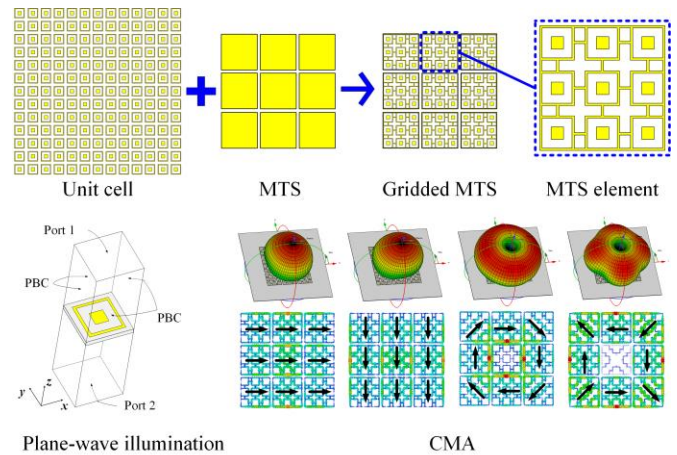 Unit cell
MTS
Gridded MTS
MTS element
Port 1
PBC
PBC
z
y
x
Port 2
Plane-wave illumination
CMA